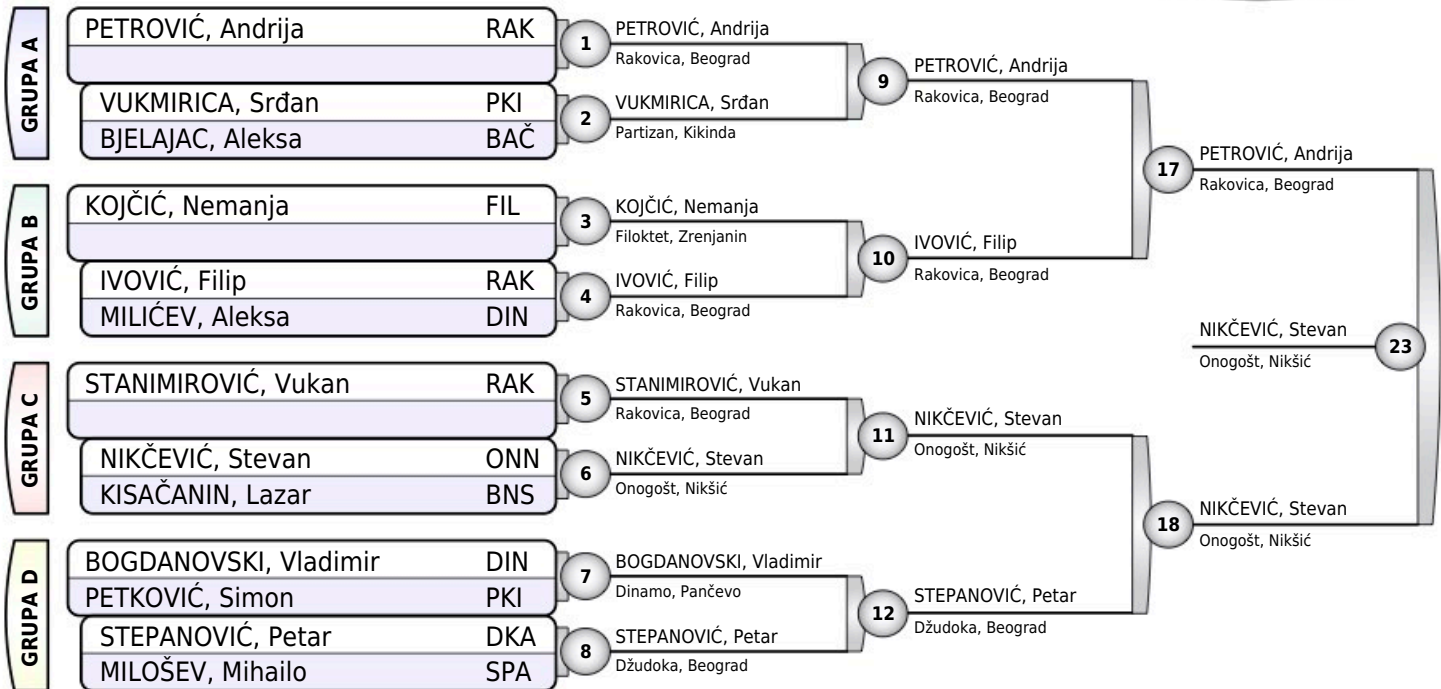 GRUPA A
PETROVIĆ, Andrija RAK
VUKMIRICA, Srđan PKI
BJELAJAC, Aleksa BAČ
GRUPA B
KOJČIĆ, Nemanja FIL
IVOVIĆ, Filip RAK
MILIĆEV, Aleksa DIN
GRUPA C
STANIMIROVIĆ, Vukan RAK
NIKČEVIĆ, Stevan ONN
KISAČANIN, Lazar BNS
GRUPA D
BOGDANOVSKI, Vladimir DIN
PETKOVIĆ, Simon PKI
STEPANOVIĆ, Petar DKA
MILOŠEV, Mihailo SPA
1
PETROVIĆ, Andrija
Rakovica, Beograd
2
VUKMIRICA, Srđan
Partizan, Kikinda
3
KOJČIĆ, Nemanja
Filoktet, Zrenjanin
4
IVOVIĆ, Filip
Rakovica, Beograd
5
STANIMIROVIĆ, Vukan
Rakovica, Beograd
6
NIKČEVIĆ, Stevan
Onogošt, Nikšić
7
BOGDANOVSKI, Vladimir
Dinamo, Pančevo
8
STEPANOVIĆ, Petar
Džudoka, Beograd
9
PETROVIĆ, Andrija
Rakovica, Beograd
10
IVOVIĆ, Filip
Rakovica, Beograd
11
NIKČEVIĆ, Stevan
Onogošt, Nikšić
12
STEPANOVIĆ, Petar
Džudoka, Beograd
17
PETROVIĆ, Andrija
Rakovica, Beograd
18
NIKČEVIĆ, Stevan
Onogošt, Nikšić
NIKČEVIĆ, Stevan
Onogošt, Nikšić
23